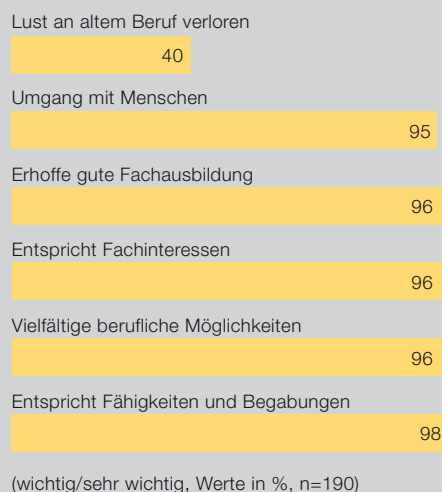 Lust an altem Beruf verloren
40
Umgang mit Menschen
95
Erhoffe gute Fachausbildung
96
Entspricht Fachinteressen
96
Vielfältige berufliche Möglichkeiten
96
Entspricht Fähigkeiten und Begabungen
98
(wichtig/sehr wichtig, Werte in %, n=190)